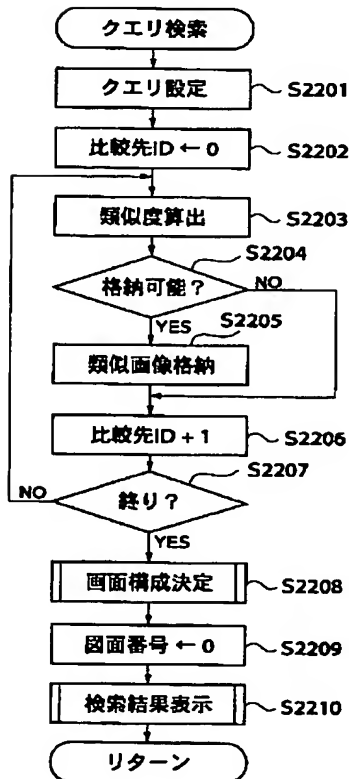 クエリ検索
クエリ設定 S2201
比較先ID ← 0 S2202
類似度算出 S2203
S2204
格納可能？ NO
YES S2205
類似画像格納
比較先ID + 1 S2206
S2207
NO 終り？
YES
画面構成決定 S2208
図面番号 ← 0 S2209
検索結果表示 S2210
リターン